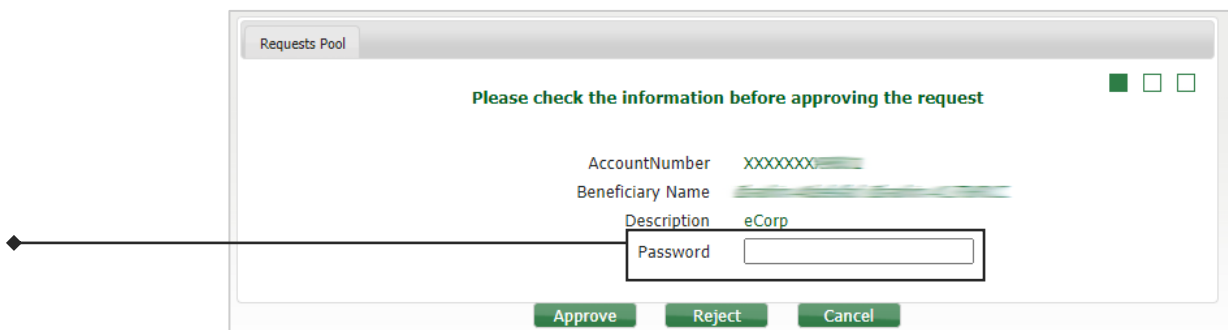 Requests Pool
Please check the information before approving the request
AccountNumber XXXXXXX
Beneficiary Name
Description eCorp
Password
Approve Reject Cancel